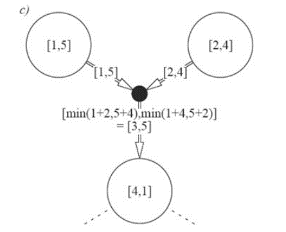 c)
[1,5] [2,4]
[1,5] [2,4]
[min(1+2,5+4),min(1+4,5+2)]
= [3,5]
[4,1]